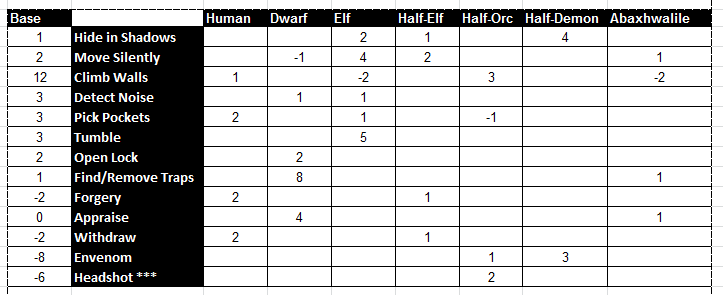 Base Human Dwarf Elf Half-Elf Half-Orc Half-Demon Abaxhwalile
1 Hide in Shadows 2 1 4
2 Move Silently -1 4 2 1
12 Climb Walls 1 -2 3 -2
3 Detect Noise 1 1
3 Pick Pockets 2 1 -1
3 Tumble 5
2 Open Lock 2
1 Find/Remove Traps 8 1
-2 Forgery 2 1
0 Appraise 4 1
-2 Withdraw 2 1
-8 Envenom 1 3
-6 Headshot *** 2